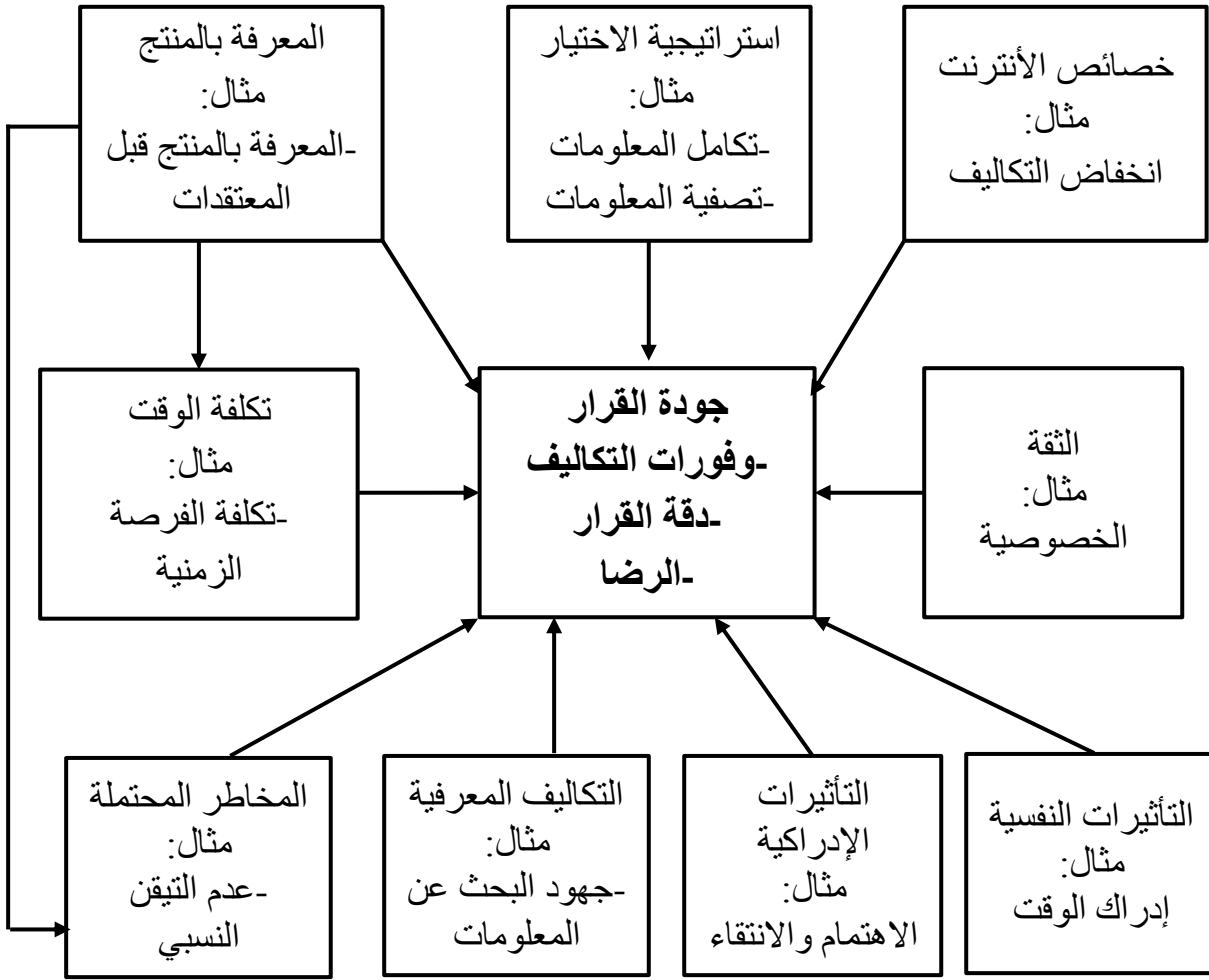 خصائص الأنترنت
مثال:
انخفاض التكاليف
استراتيجية الاختيار
مثال:
-تكامل المعلومات
-تصفية المعلومات
المعرفة بالمنتج
مثال:
-المعرفة بالمنتج قبل
المعتقدات
الثقة
مثال:
الخصوصية
جودة القرار
-وفورات التكاليف
-دقة القرار
-الرضا
تكلفة الوقت
مثال:
-تكلفة الفرصة
الزمنية
التأثيرات النفسية
مثال:
إدراك الوقت
التأثيرات
الإدراكية
مثال:
الاهتمام والانتقاء
التكاليف المعرفية
مثال:
-جهود البحث عن
المعلومات
المخاطر المحتملة
مثال:
-عدم التيقن
النسبي